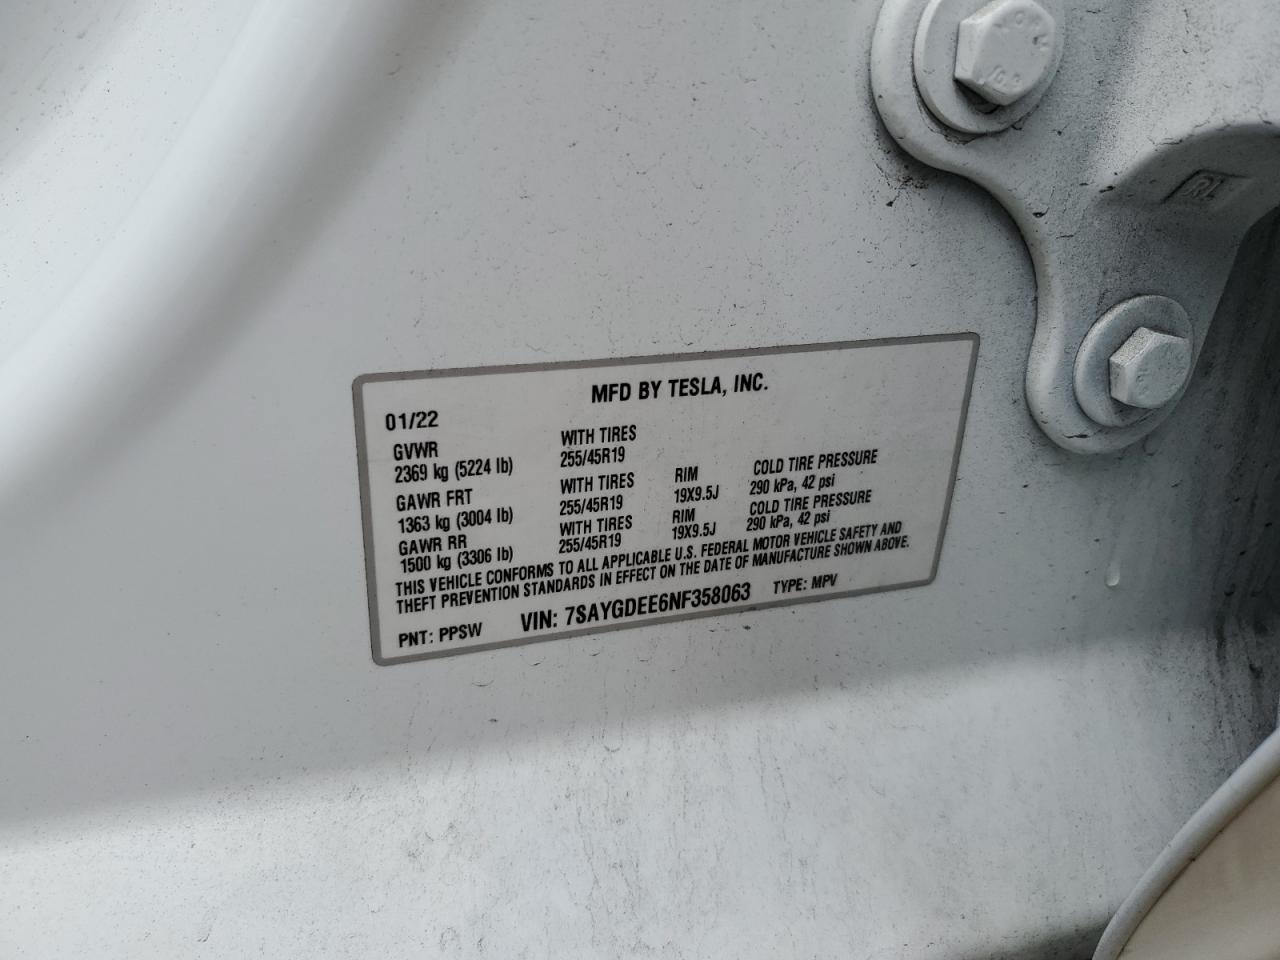 MFD BY TESLA, INC.
01/22
GVWR WITH TIRES
2369 kg (5224 lb) 255/45R19
GAWR FRT WITH TIRES RIM COLD TIRE PRESSURE
1363 kg (3004 lb) 255/45R19 19X9.5J 290 kPa, 42 psi
GAWR RR WITH TIRES RIM COLD TIRE PRESSURE
1500 kg (3306 lb) 255/45R19 19X9.5J 290 kPa, 42 psi
THIS VEHICLE CONFORMS TO ALL APPLICABLE U.S. FEDERAL MOTOR VEHICLE SAFETY AND
THEFT PREVENTION STANDARDS IN EFFECT ON THE DATE OF MANUFACTURE SHOWN ABOVE.
PNT: PPSW VIN: 7SAYGDEE6NF358063 TYPE: MPV
RL